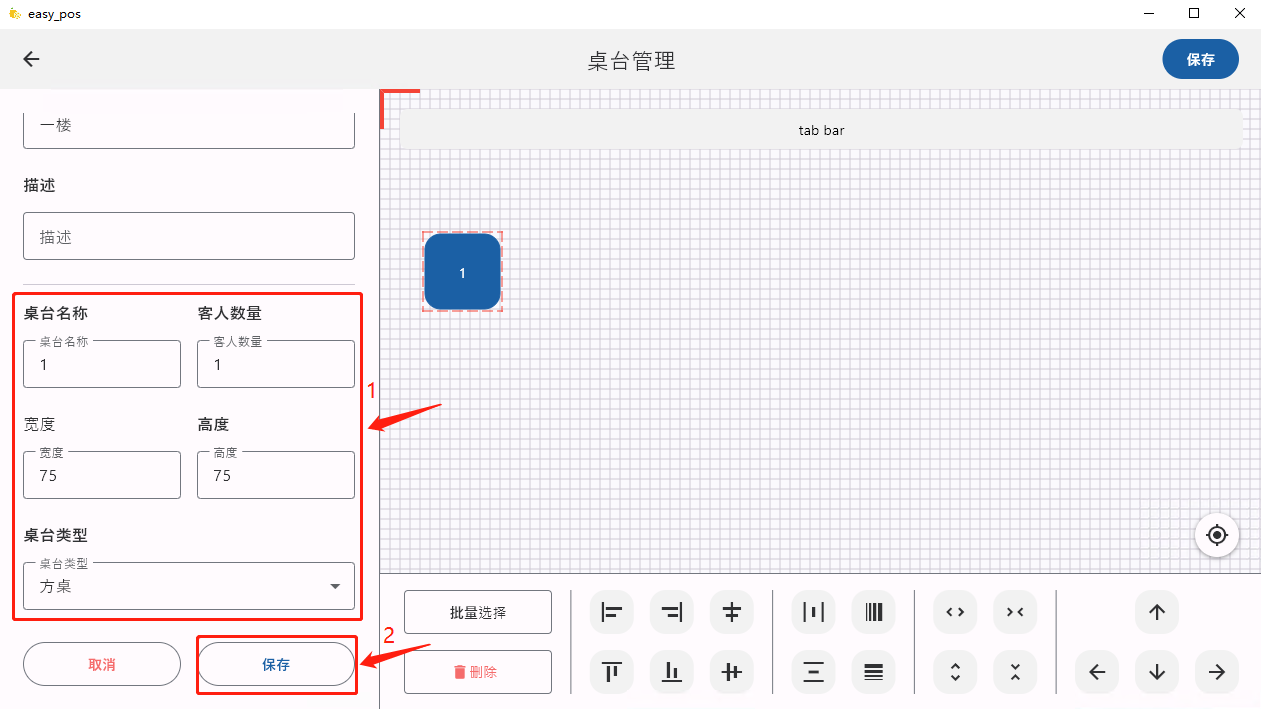 easy_pos
桌台管理
保存
一楼
描述
描述
桌台名称
客人数量
桌台名称
1
客人数量
1
宽度
高度
宽度
75
高度
75
桌台类型
桌台类型
方桌
取消
保存
1
2
tab bar
1
批量选择
删除